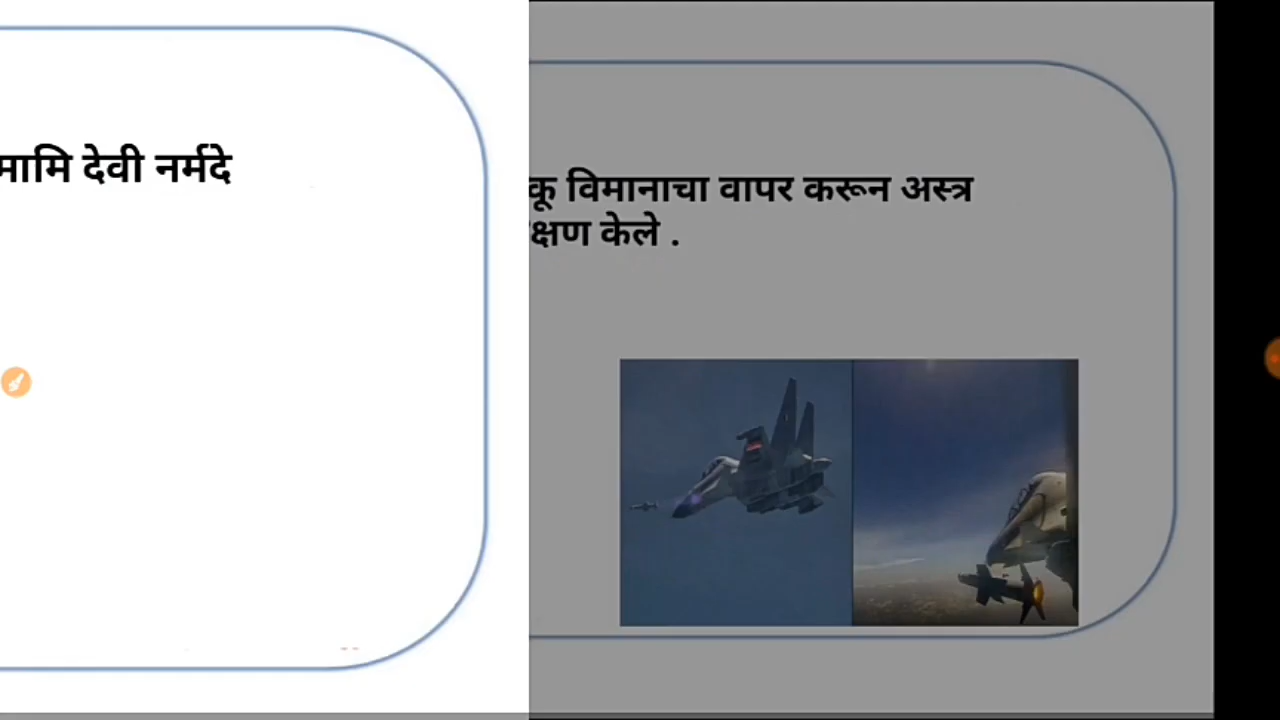 मामि देवी नर्मदे
कू विमानाचा वापर करून अस्त्र
क्षण केले .